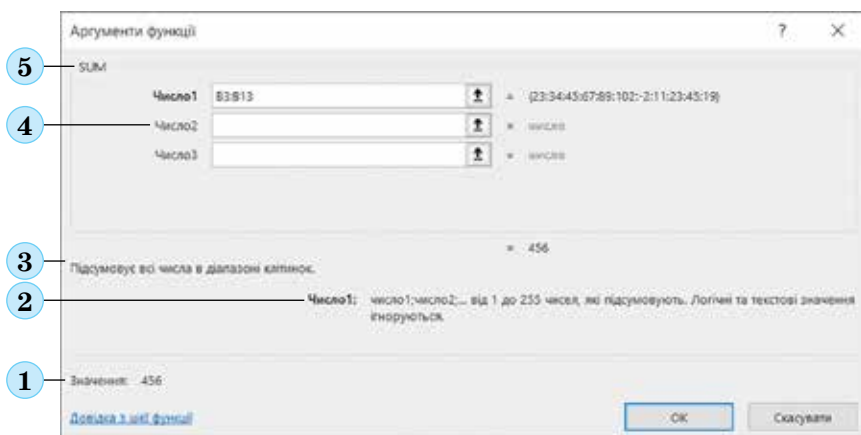 Аргументи функції ? ×
5 SUM
Число1 B3:B13 = {23:34:45:67:89:102:-2:11:23:45:19}
4 Число2 = число
Число3 = число
= 456
3 Підсумовує всі числа в діапазоні клітинок.
2 Число1: число1;число2;... від 1 до 255 чисел, які підсумовують. Логічні та текстові значення
ігноруються.
1 Значення: 456
Довідка з цієї функції ОК Скасувати